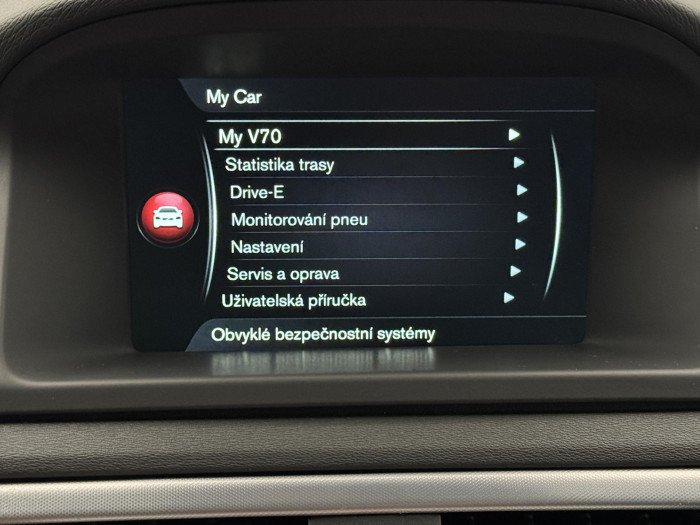 My Car
My V70
Statistika trasy
Drive-E
Monitorování pneu
Nastavení
Servis a oprava
Uživatelská příručka
Obvyklé bezpečnostní systémy